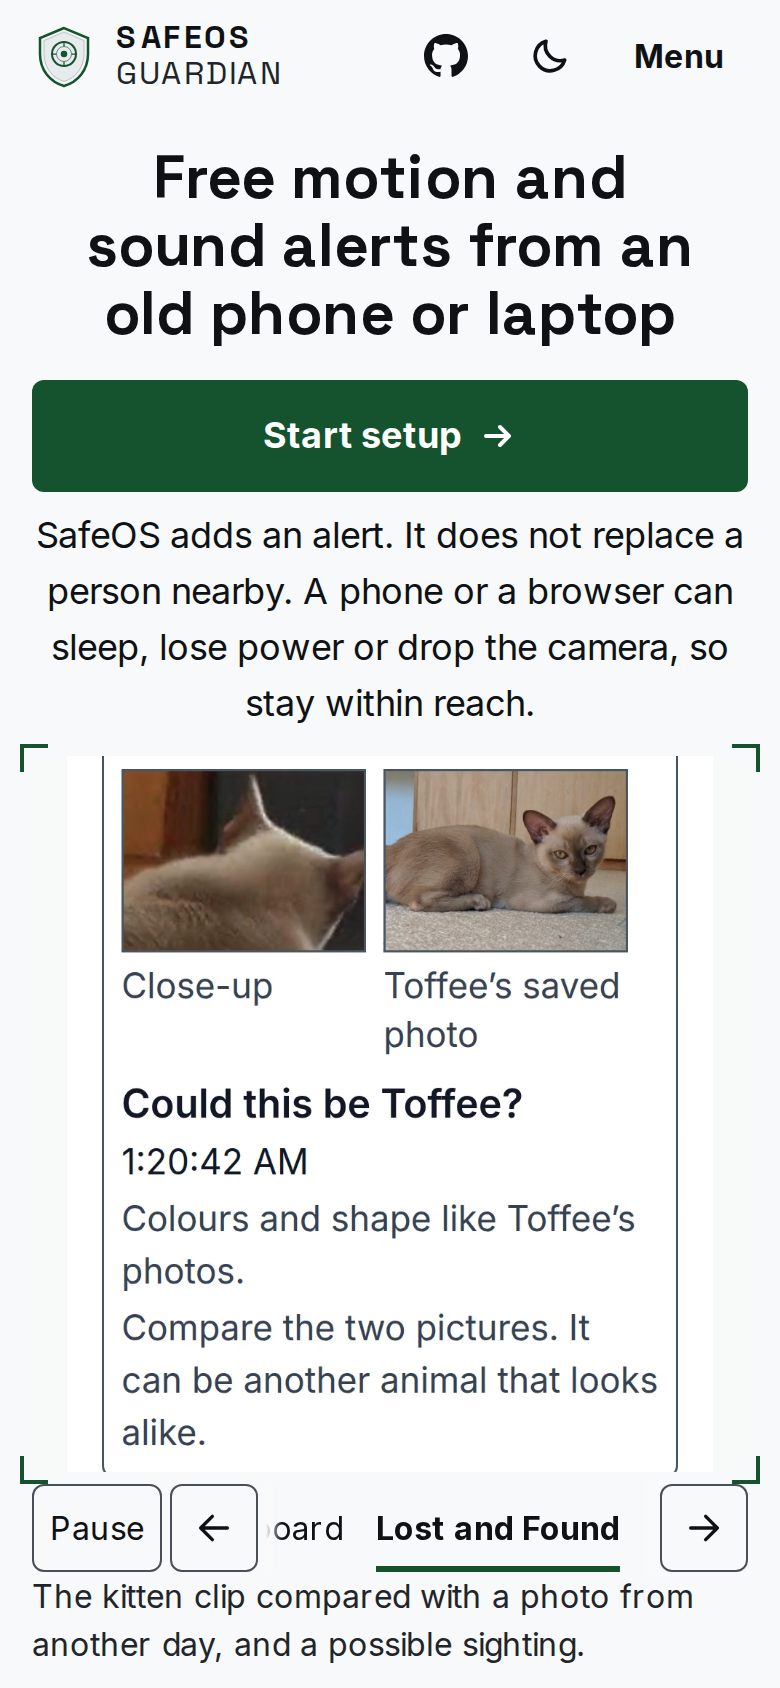 SAFEOS
GUARDIAN
Menu
Free motion and
sound alerts from an
old phone or laptop
Start setup →
SafeOS adds an alert. It does not replace a
person nearby. A phone or a browser can
sleep, lose power or drop the camera, so
stay within reach.
Close-up
Toffee’s saved
photo
Could this be Toffee?
1:20:42 AM
Colours and shape like Toffee’s
photos.
Compare the two pictures. It
can be another animal that looks
alike.
Pause
←
oard
Lost and Found
→
The kitten clip compared with a photo from
another day, and a possible sighting.